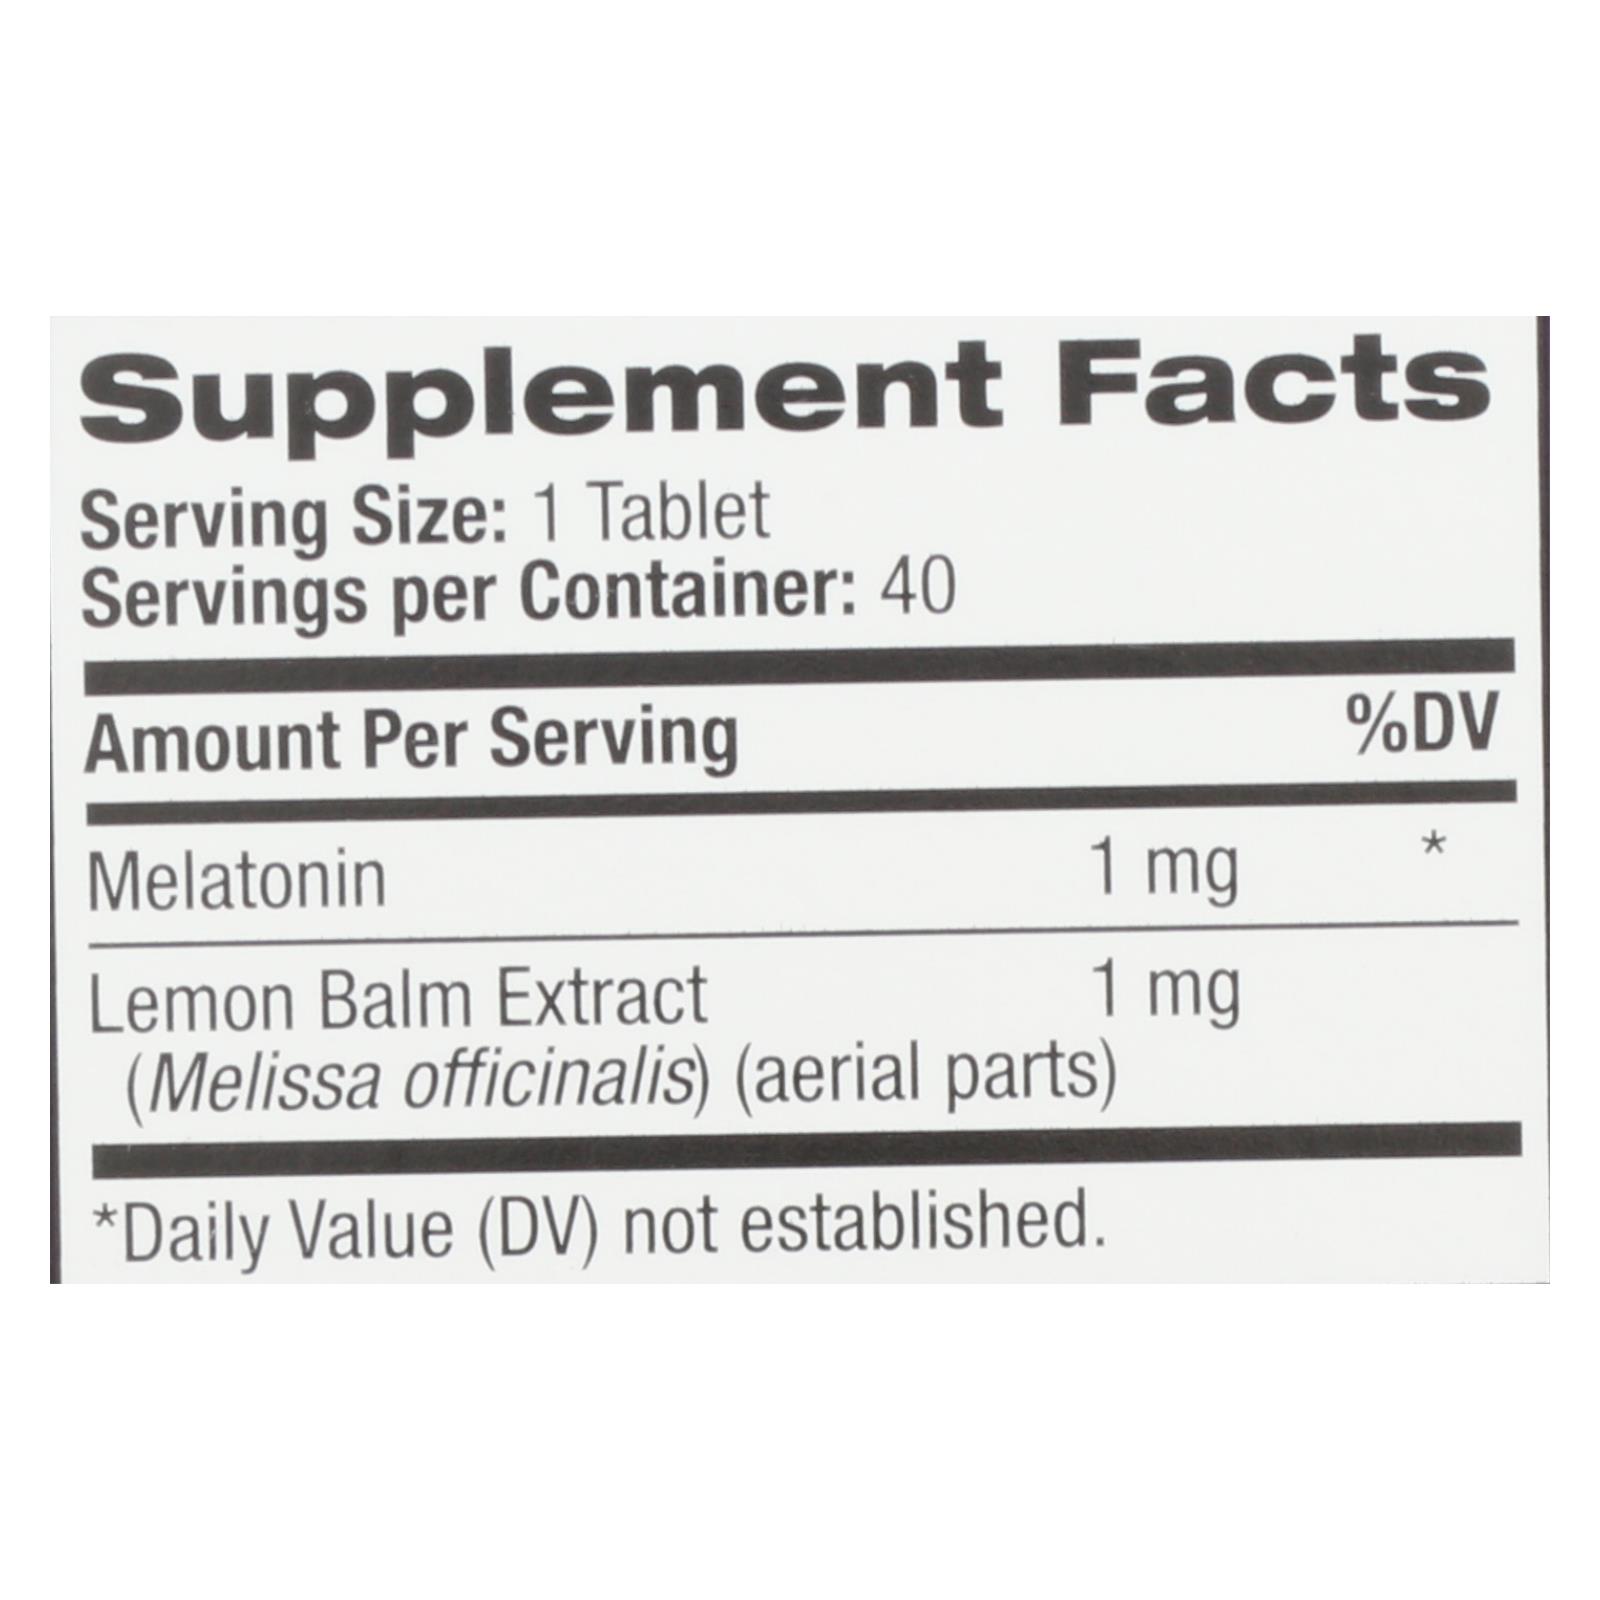 Supplement Facts
Serving Size: 1 Tablet
Servings per Container: 40
Amount Per Serving %DV
Melatonin 1 mg *
Lemon Balm Extract 1 mg
(Melissa officinalis) (aerial parts)
*Daily Value (DV) not established.